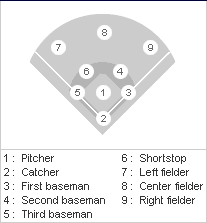 8
7
9
6
4
5
1
3
2
1 : Pitcher
2 : Catcher
3 : First baseman
4 : Second baseman
5 : Third baseman
6 : Shortstop
7 : Left fielder
8 : Center fielder
9 : Right fielder